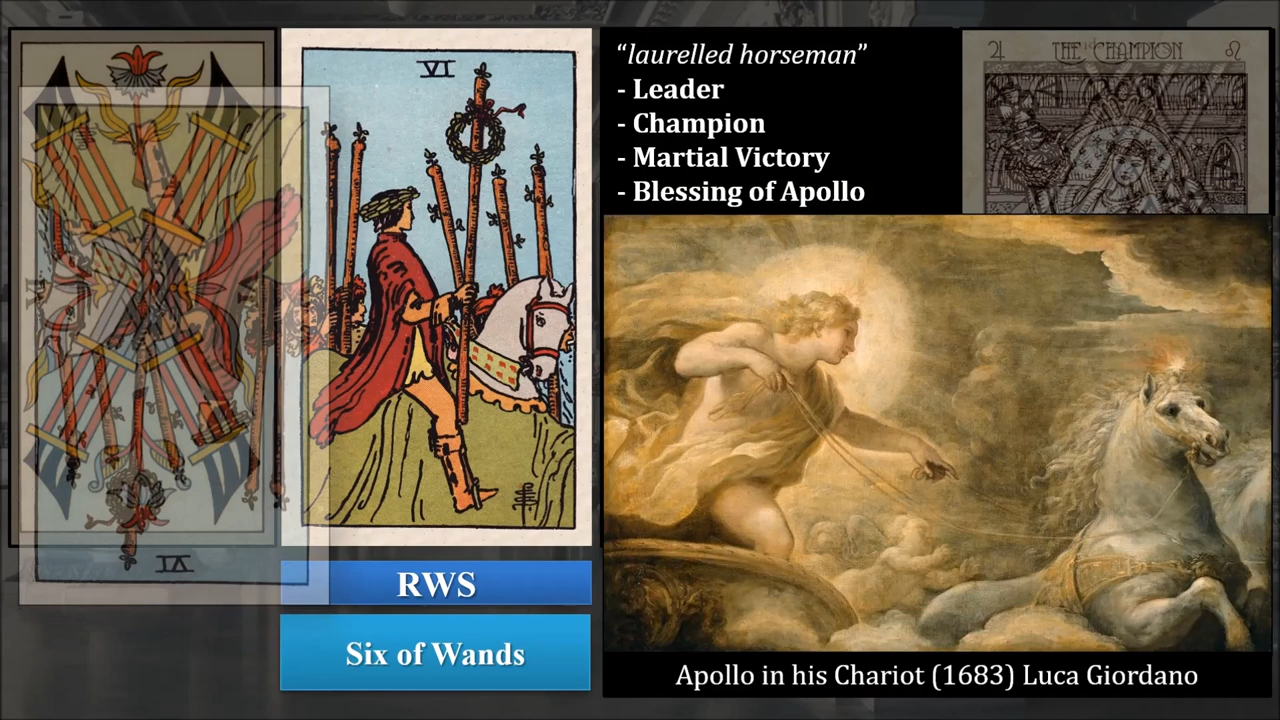 VI
“laurelled horseman”
- Leader
- Champion
- Martial Victory
- Blessing of Apollo
♃ THE CHAMPION ♌
VI
RWS
Six of Wands
Apollo in his Chariot (1683) Luca Giordano